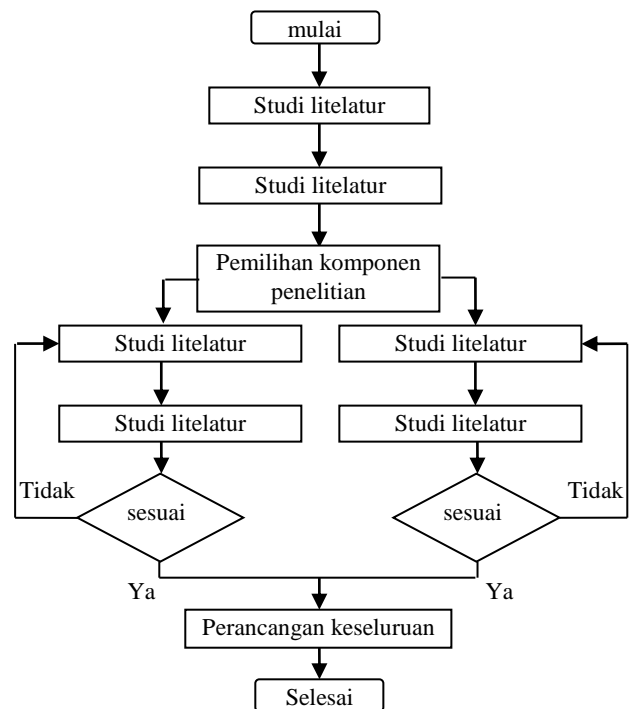 mulai
Studi litelatur
Studi litelatur
Pemilihan komponen
penelitian
Studi litelatur
Studi litelatur
Studi litelatur
Studi litelatur
Tidak
sesuai
sesuai
Tidak
Ya
Ya
Perancangan keseluruan
Selesai